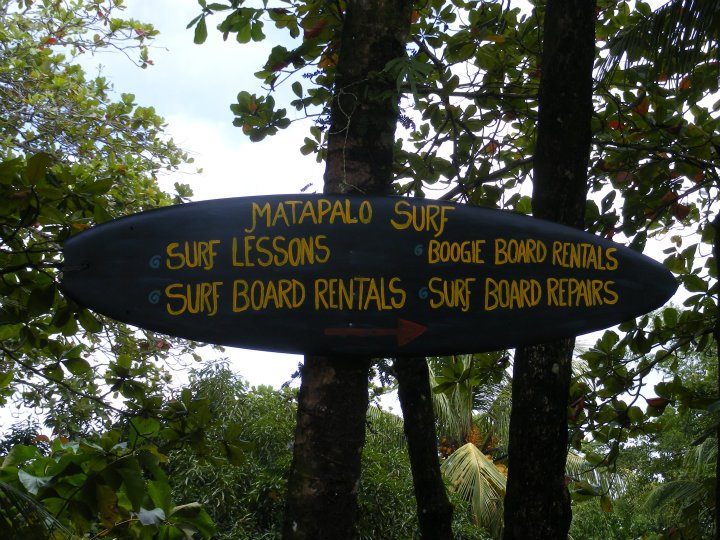 MATAPALO SURF
SURF LESSONS
BOOGIE BOARD RENTALS
SURF BOARD RENTALS
SURF BOARD REPAIRS